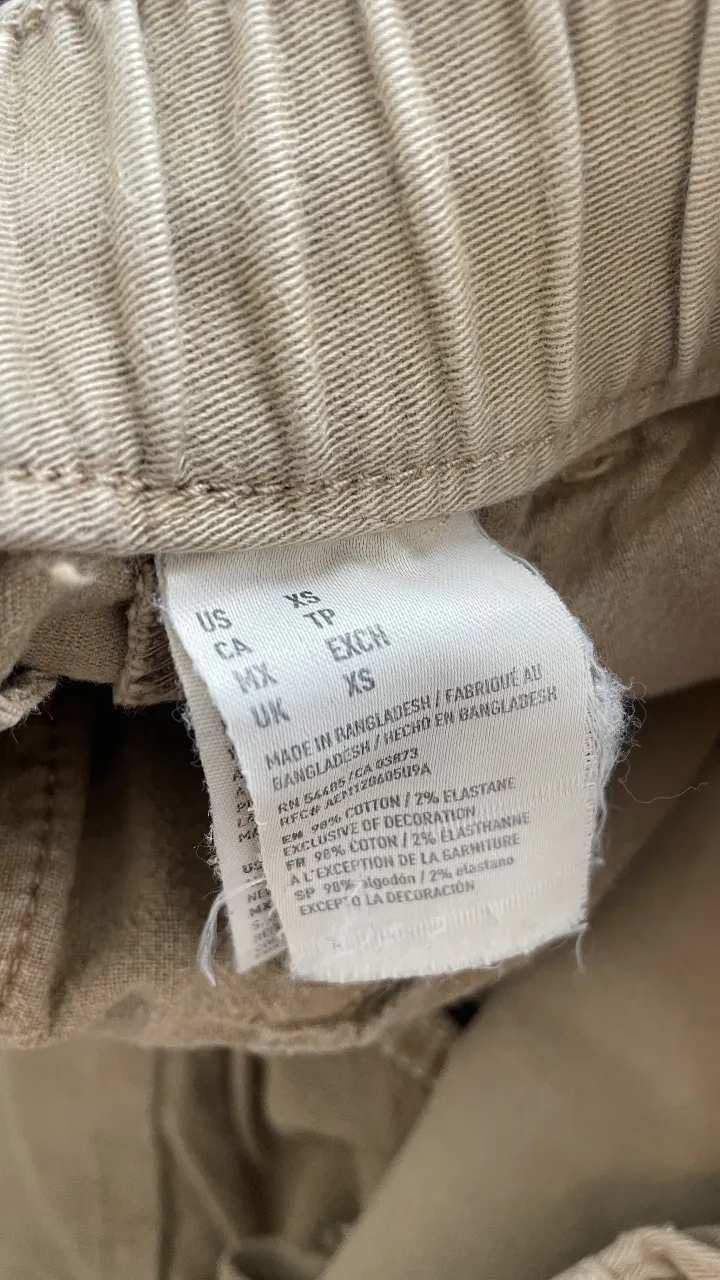 US XS
CA TP
MX EXCH
UK XS
MADE IN BANGLADESH / FABRIQUÉ AU
BANGLADESH / HECHO EN BANGLADESH
RN 54485 / CA 03873
RFC# AEM120605U9A
EN 98% COTTON / 2% ELASTANE
EXCLUSIVE OF DECORATION
FR 98% COTON / 2% ELASTHANNE
À L'EXCEPTION DE LA GARNITURE
SP 98% algodón / 2% elastano
EXCEPTO LA DECORACIÓN